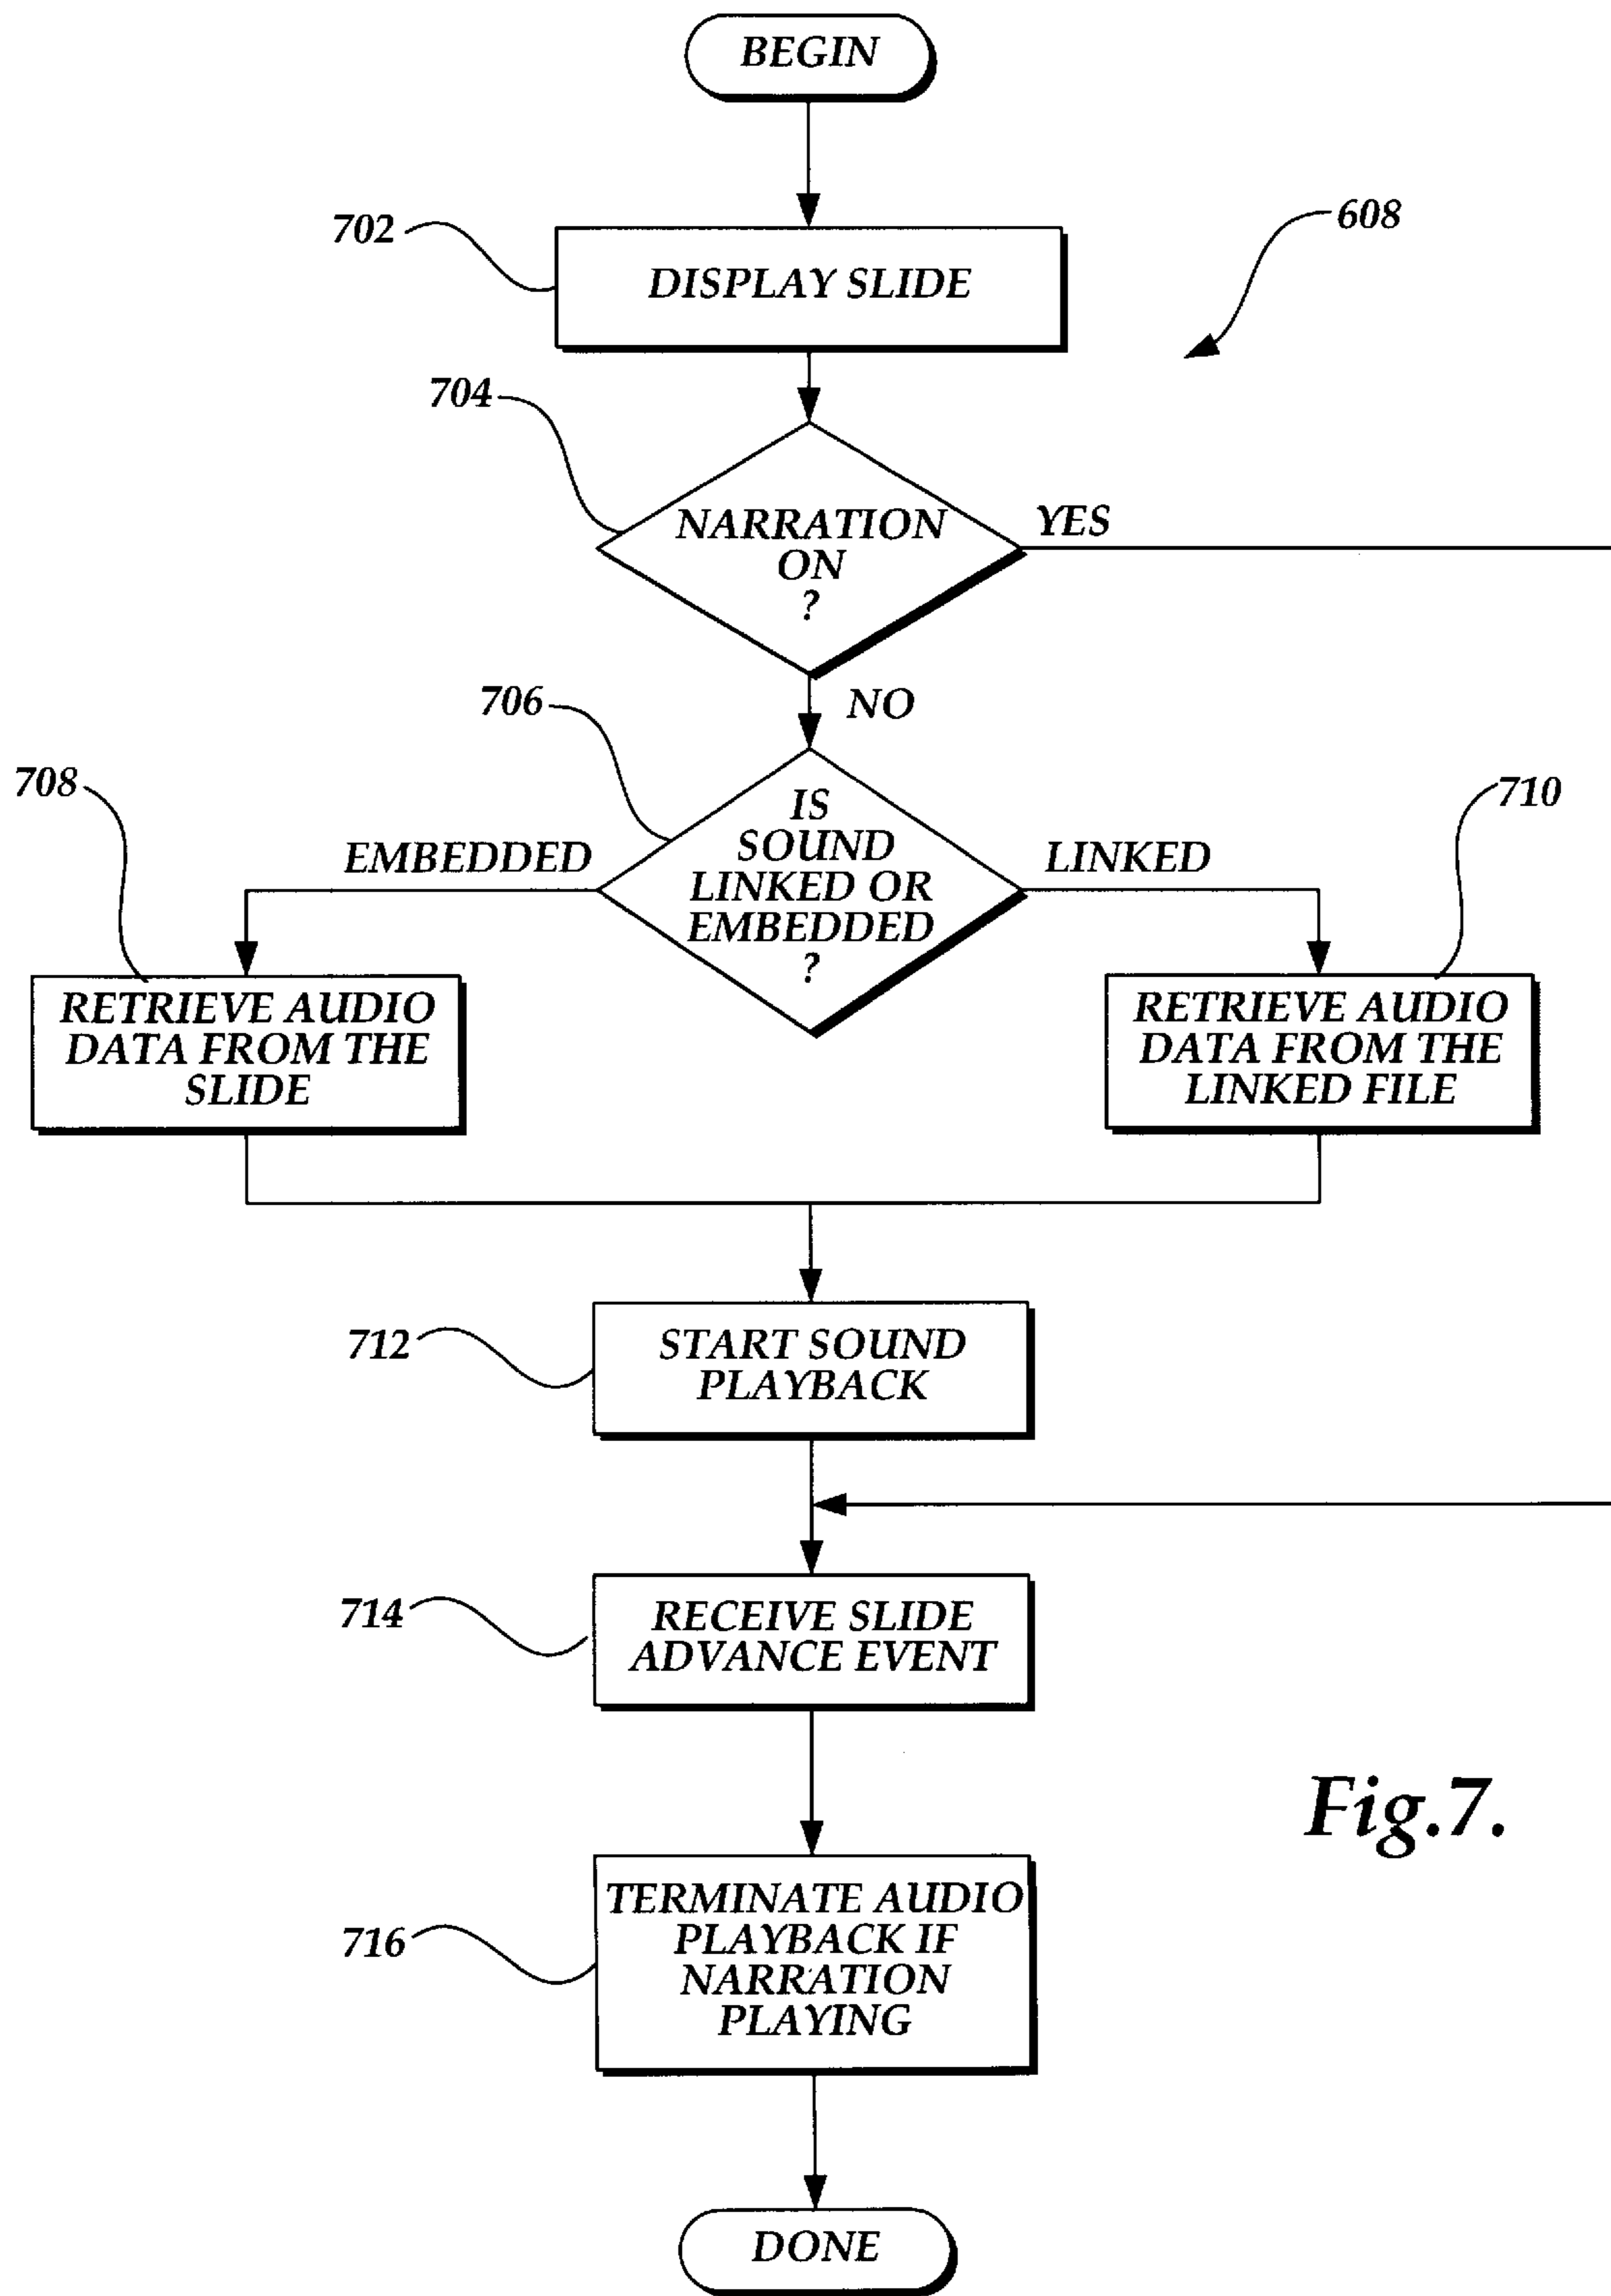 BEGIN
702
608
DISPLAY SLIDE
704
NARRATION
ON
?
YES
NO
706
708
710
IS
SOUND
LINKED OR
EMBEDDED
?
EMBEDDED
LINKED
RETRIEVE AUDIO
DATA FROM THE
SLIDE
RETRIEVE AUDIO
DATA FROM THE
LINKED FILE
712
START SOUND
PLAYBACK
714
RECEIVE SLIDE
ADVANCE EVENT
Fig.7.
716
TERMINATE AUDIO
PLAYBACK IF
NARRATION
PLAYING
DONE